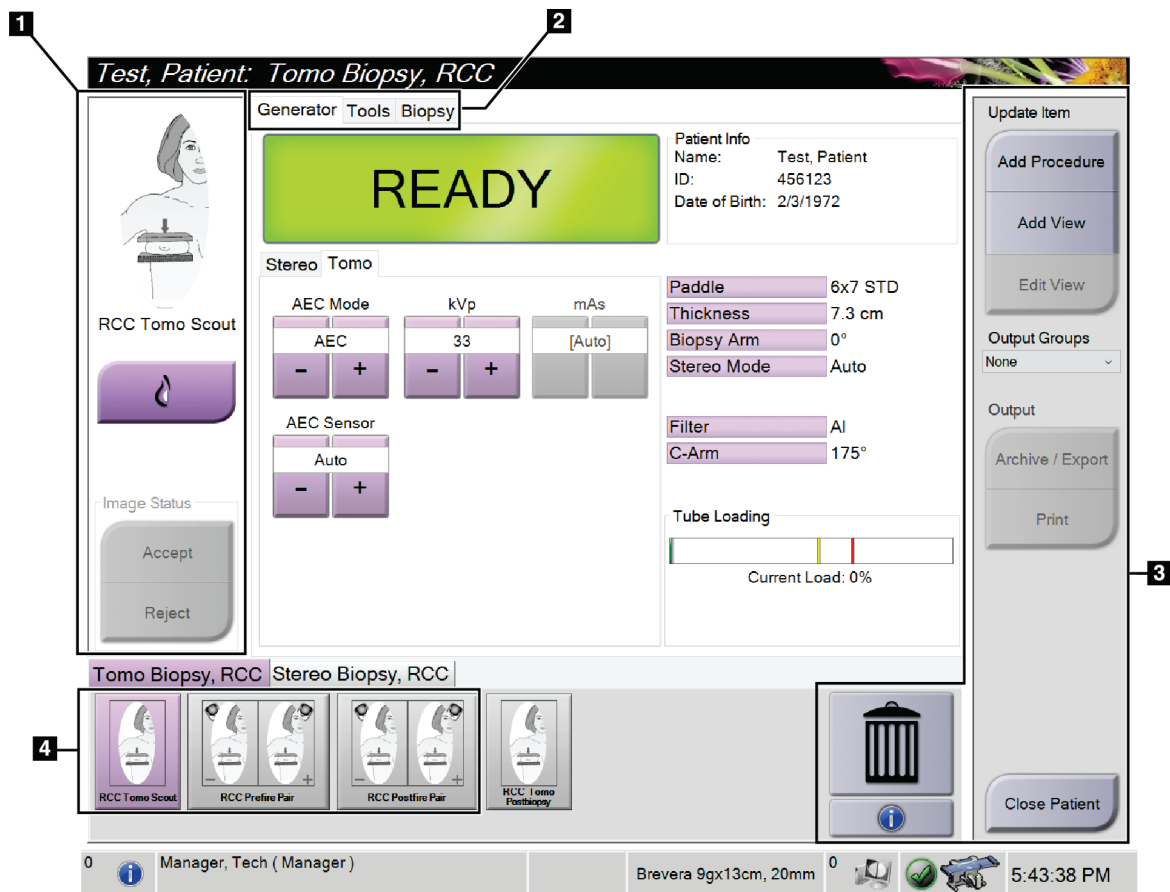 1
2
Test, Patient: Tomo Biopsy, RCC
Generator Tools Biopsy
Update Item
READY
Patient Info
Name: Test, Patient
ID: 456123
Date of Birth: 2/3/1972
Add Procedure
Add View
Edit View
Stereo Tomo
RCC Tomo Scout
AEC Mode kVp mAs
AEC 33 [Auto]
- + - +
AEC Sensor
Auto
- +
Paddle 6x7 STD
Thickness 7.3 cm
Biopsy Arm 0°
Stereo Mode Auto
Filter Al
C-Arm 175°
Output Groups
None
Output
Archive / Export
Print
Image Status
Accept
Reject
Tube Loading
Current Load: 0%
3
Tomo Biopsy, RCC Stereo Biopsy, RCC
4
- + - +
RCC Tomo Scout
RCC Prefire Pair
RCC Postfire Pair
RCC Tomo
Postbiopsy
Close Patient
0 Manager, Tech ( Manager ) Brevera 9gx13cm, 20mm 0 5:43:38 PM